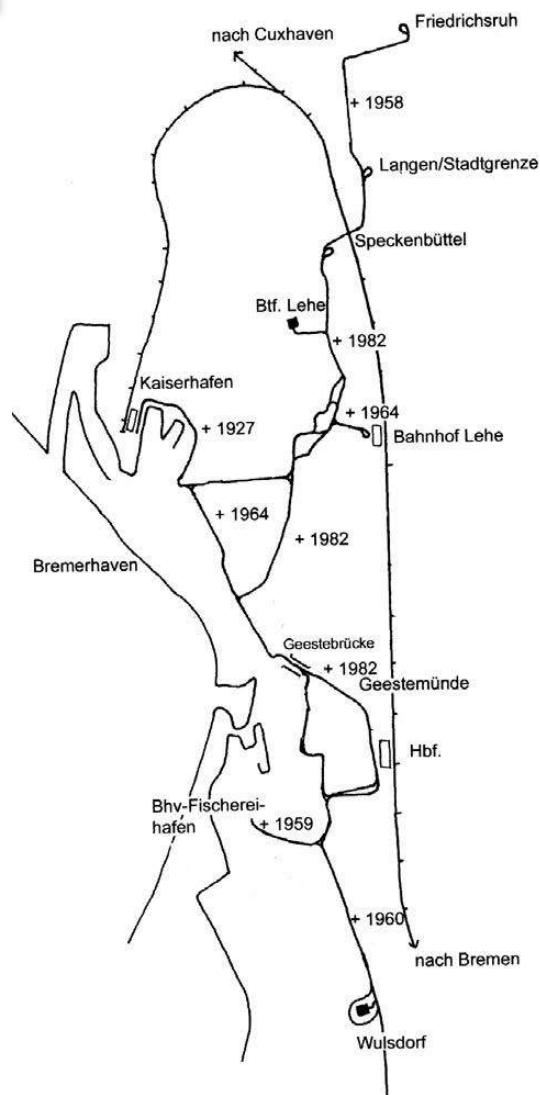 Friedrichsruh
nach Cuxhaven
+ 1958
Langen/Stadtgrenze
Speckenbüttel
Btf. Lehe
+ 1982
Kaiserhafen
+ 1964
+ 1927
Bahnhof Lehe
+ 1964
+ 1982
Bremerhaven
Geestebrücke
+ 1982
Geestemünde
Hbf.
Bhv-Fischerei-
hafen
+ 1959
+ 1960
nach Bremen
Wulsdorf